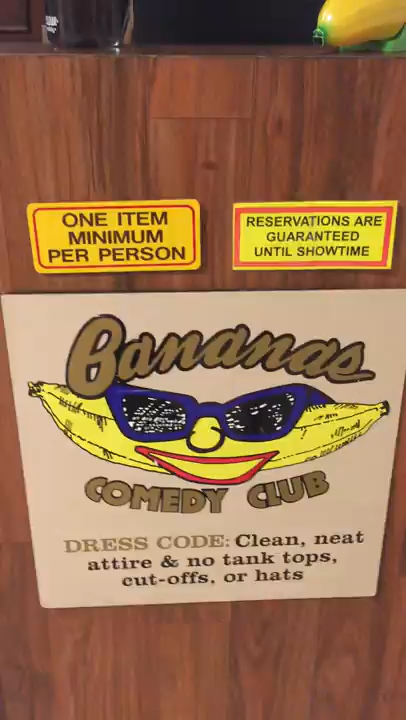 ONE ITEM
MINIMUM
PER PERSON
RESERVATIONS ARE
GUARANTEED
UNTIL SHOWTIME
Bananas
COMEDY CLUB
DRESS CODE: Clean, neat
attire & no tank tops,
cut-offs, or hats